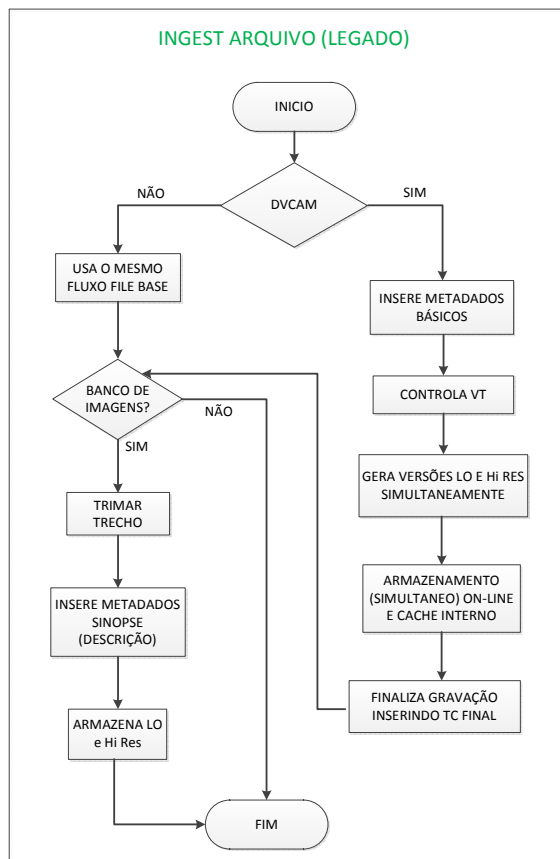 INGEST ARQUIVO (LEGADO)
INICIO
DVCAM
NÃO
SIM
USA O MESMO
FLUXO FILE BASE
INSERE METADADOS
BÁSICOS
BANCO DE
IMAGENS?
NÃO
SIM
CONTROLA VT
GERA VERSÕES LO E Hi RES
SIMULTANEAMENTE
TRIMAR
TRECHO
ARMAZENAMENTO
(SIMULTANEO) ON-LINE
E CACHE INTERNO
INSERE METADADOS
SINOPSE
(DESCRIÇÃO)
FINALIZA GRAVAÇÃO
INSERINDO TC FINAL
ARMAZENA LO
e Hi Res
FIM